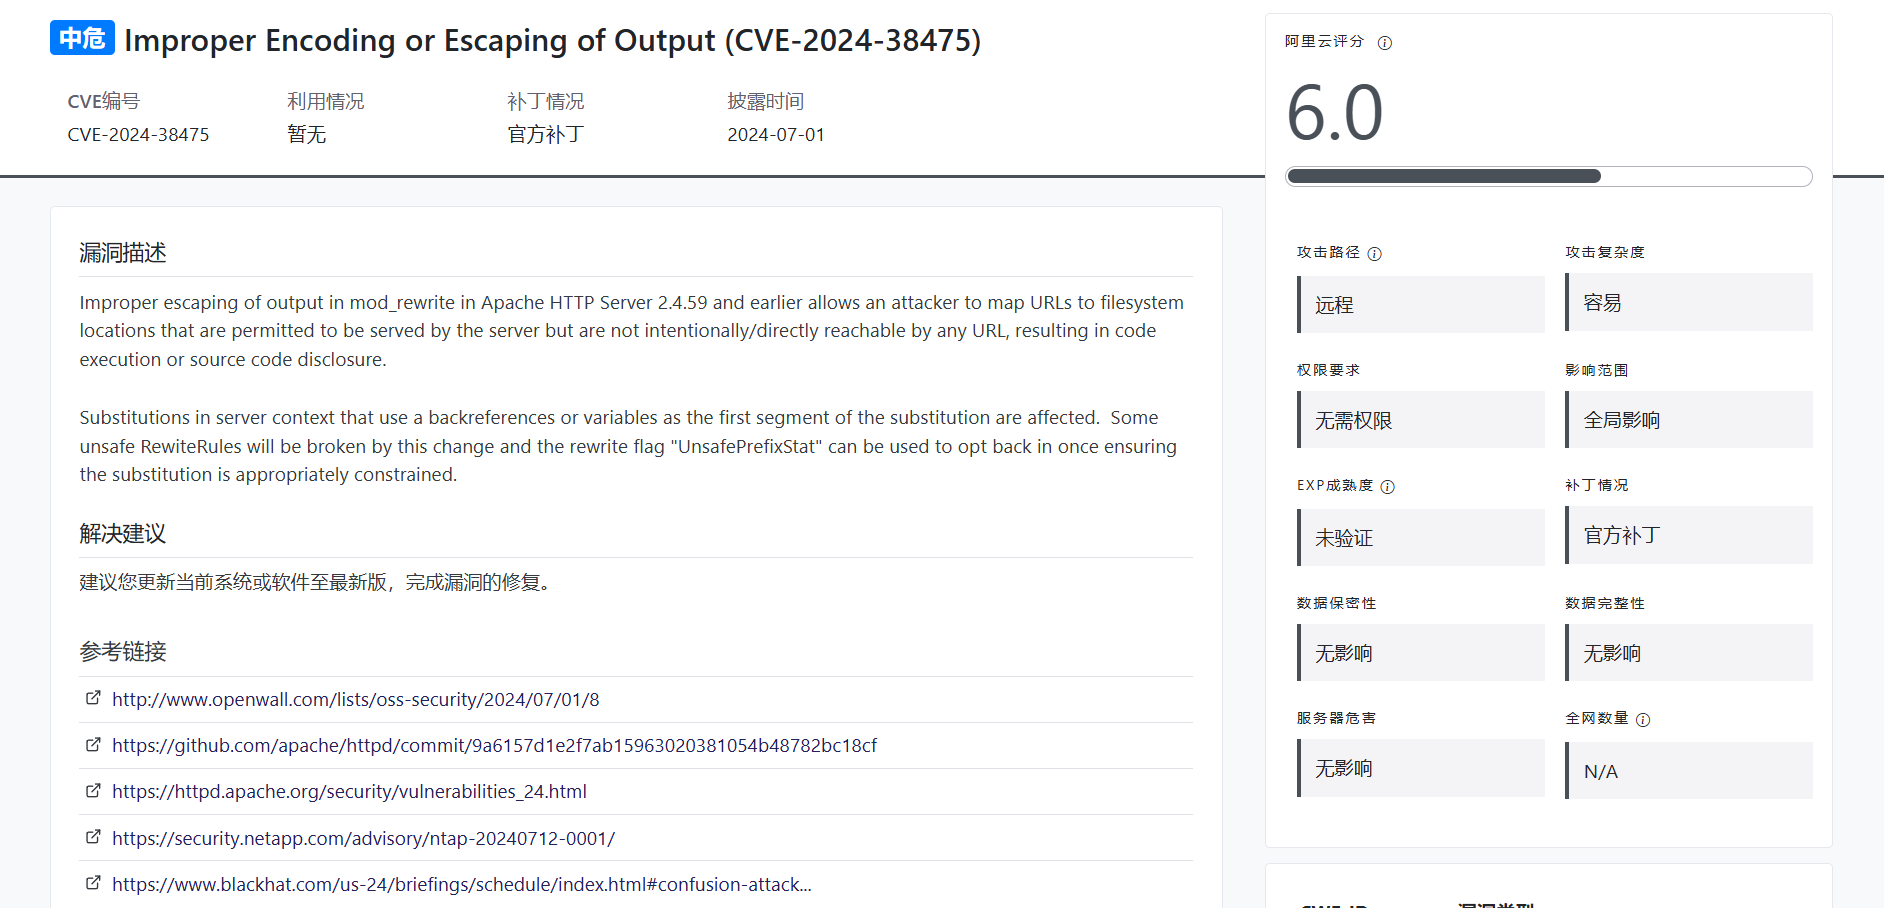 中危 Improper Encoding or Escaping of Output (CVE-2024-38475)
CVE编号 利用情况 补丁情况 披露时间
CVE-2024-38475 暂无 官方补丁 2024-07-01
漏洞描述
Improper escaping of output in mod_rewrite in Apache HTTP Server 2.4.59 and earlier allows an attacker to map URLs to filesystem
locations that are permitted to be served by the server but are not intentionally/directly reachable by any URL, resulting in code
execution or source code disclosure.
Substitutions in server context that use a backreferences or variables as the first segment of the substitution are affected.  Some
unsafe RewiteRules will be broken by this change and the rewrite flag "UnsafePrefixStat" can be used to opt back in once ensuring
the substitution is appropriately constrained.
解决建议
建议您更新当前系统或软件至最新版，完成漏洞的修复。
参考链接
http://www.openwall.com/lists/oss-security/2024/07/01/8
https://github.com/apache/httpd/commit/9a6157d1e2f7ab15963020381054b48782bc18cf
https://httpd.apache.org/security/vulnerabilities_24.html
https://security.netapp.com/advisory/ntap-20240712-0001/
https://www.blackhat.com/us-24/briefings/schedule/index.html#confusion-attack...
阿里云评分
6.0
攻击路径 攻击复杂度
远程 容易
权限要求 影响范围
无需权限 全局影响
EXP成熟度 补丁情况
未验证 官方补丁
数据保密性 数据完整性
无影响 无影响
服务器危害 全网数量
无影响 N/A
CWE-ID 漏洞类型